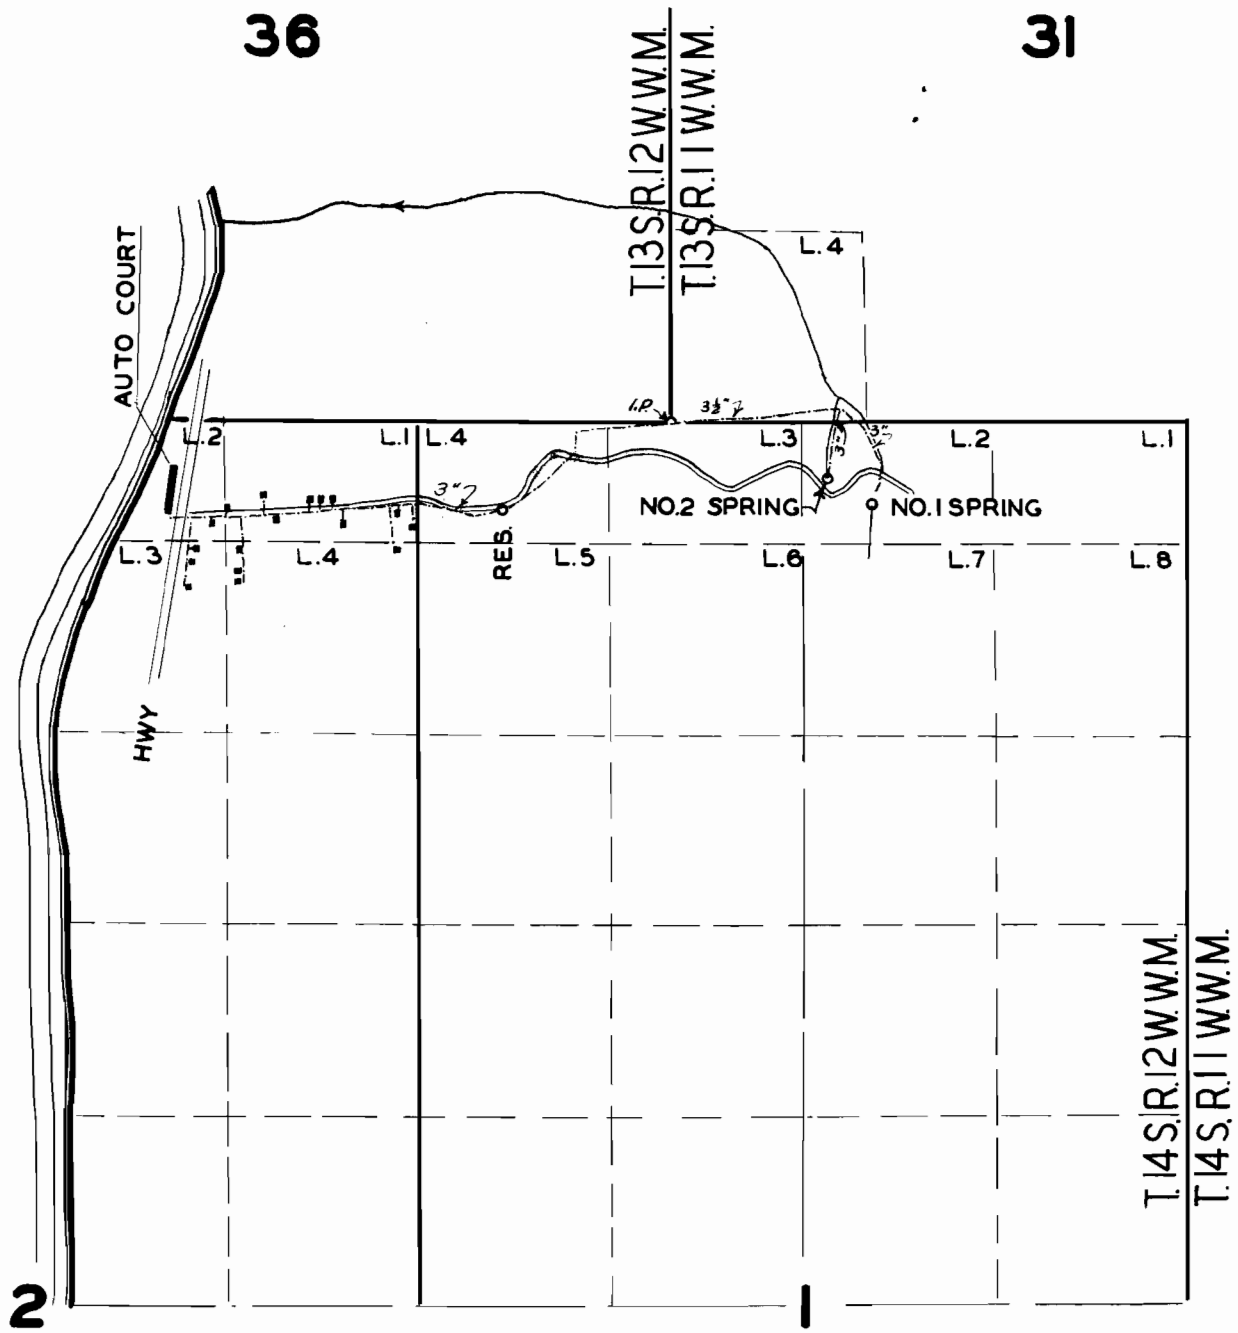 36
31
T.13S.R.12W.W.M.
T.13S.R.11W.W.M.
AUTO COURT
L.4
I.P.
3½"
L.2
L.1
L.4
L.3
3"
3"
L.2
L.1
3"
NO.2 SPRING
NO.1 SPRING
RES.
L.3
L.4
L.5
L.6
L.7
L.8
HWY
T.14S.R.12W.W.M.
T.14S.R.11W.W.M.
2
1